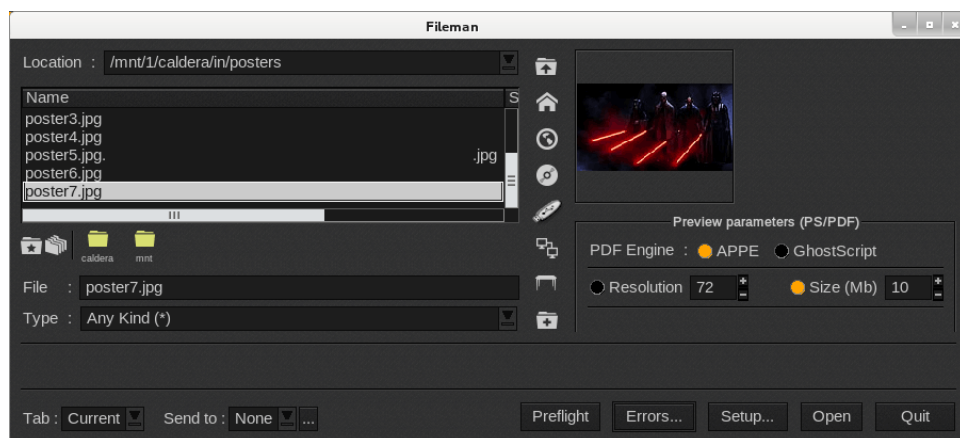 Fileman
Location : /mnt/1/caldera/in/posters
Name S
poster3.jpg
poster4.jpg
poster5.jpg. .jpg
poster6.jpg
poster7.jpg
caldera mnt
File : poster7.jpg
Type : Any Kind (*)
Preview parameters (PS/PDF)
PDF Engine : APPE GhostScript
Resolution 72 Size (Mb) 10
Tab : Current Send to : None ... Preflight Errors... Setup... Open Quit